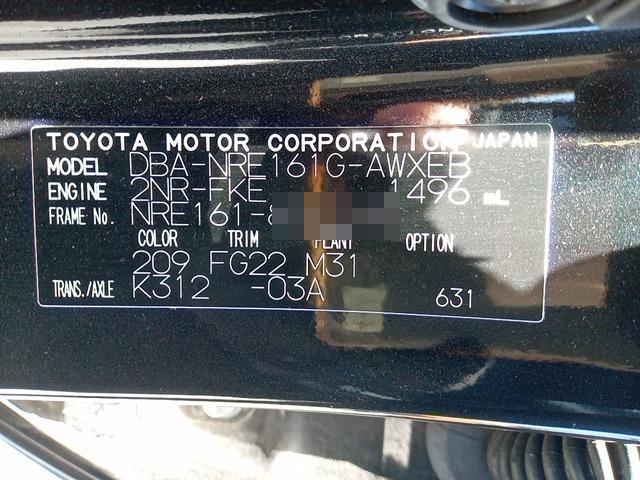 TOYOTA MOTOR CORPORATION JAPAN
MODEL DBA-NRE161G-AWXEB
ENGINE 2NR-FKE 1496 mL
FRAME No. NRE161-8
COLOR TRIM PLANT OPTION
209 FG22 M31
TRANS./AXLE K312 -03A 631